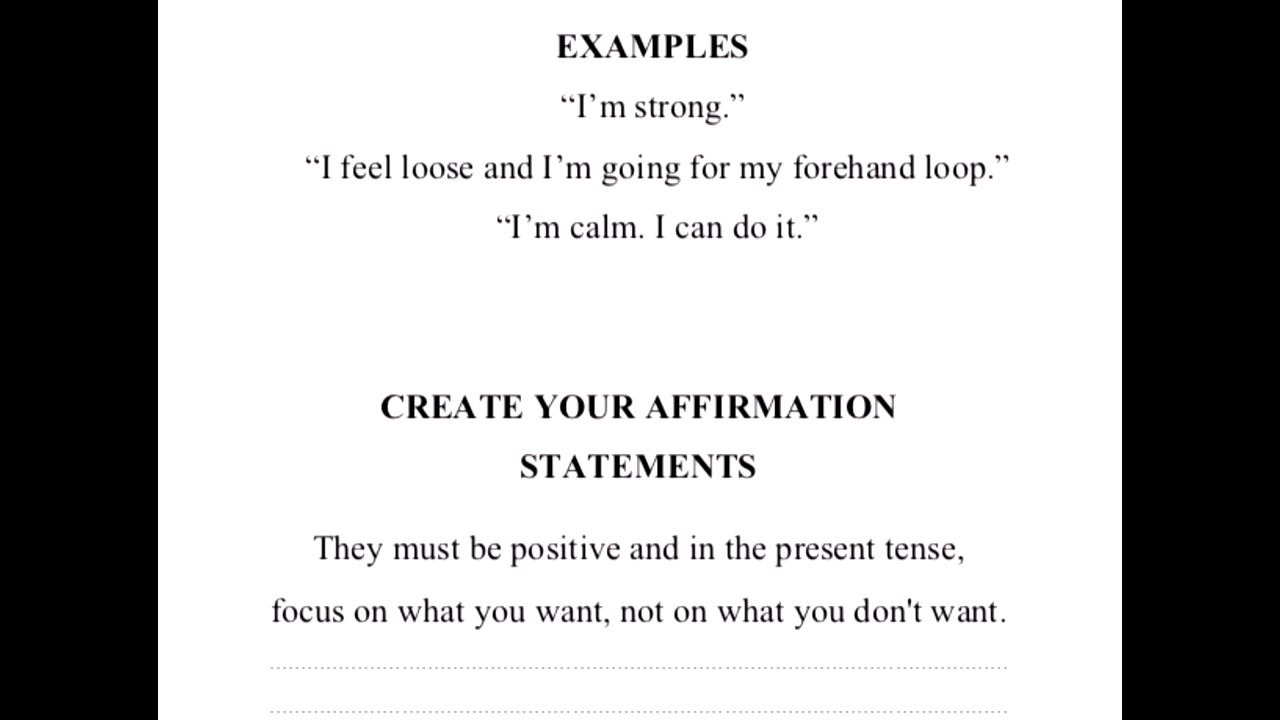 EXAMPLES
“I’m strong.”
“I feel loose and I’m going for my forehand loop.”
“I’m calm. I can do it.”
CREATE YOUR AFFIRMATION
STATEMENTS
They must be positive and in the present tense,
focus on what you want, not on what you don't want.